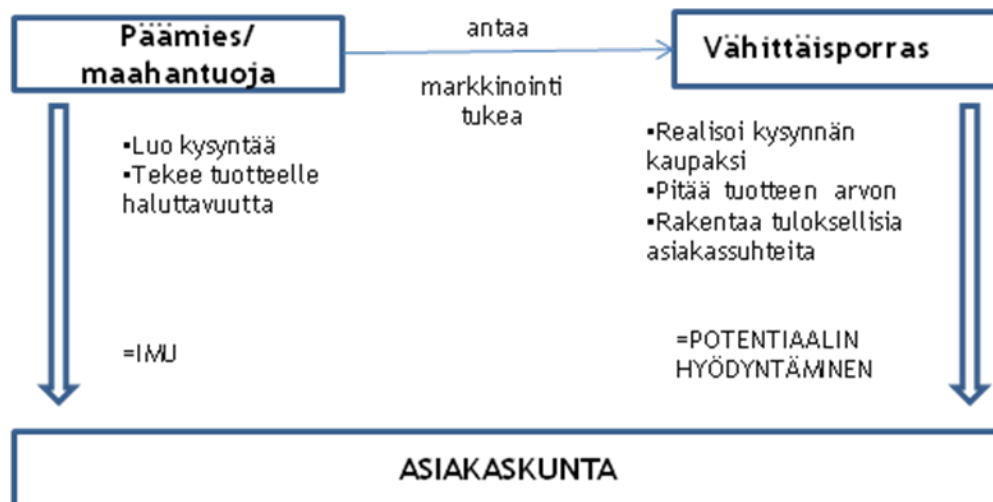 Päämies/
maahantuoja
antaa
markkinointi
tukea
Vähittäisporras
▪Luo kysyntää
▪Tekee tuotteelle
haluttavuutta
▪Realisoi kysynnän
kaupaksi
▪Pitää tuotteen arvon
▪Rakentaa tuloksellisia
asiakassuhteita
=IMU
=POTENTIAALIN
HYÖDYNTÄMINEN
ASIAKASKUNTA